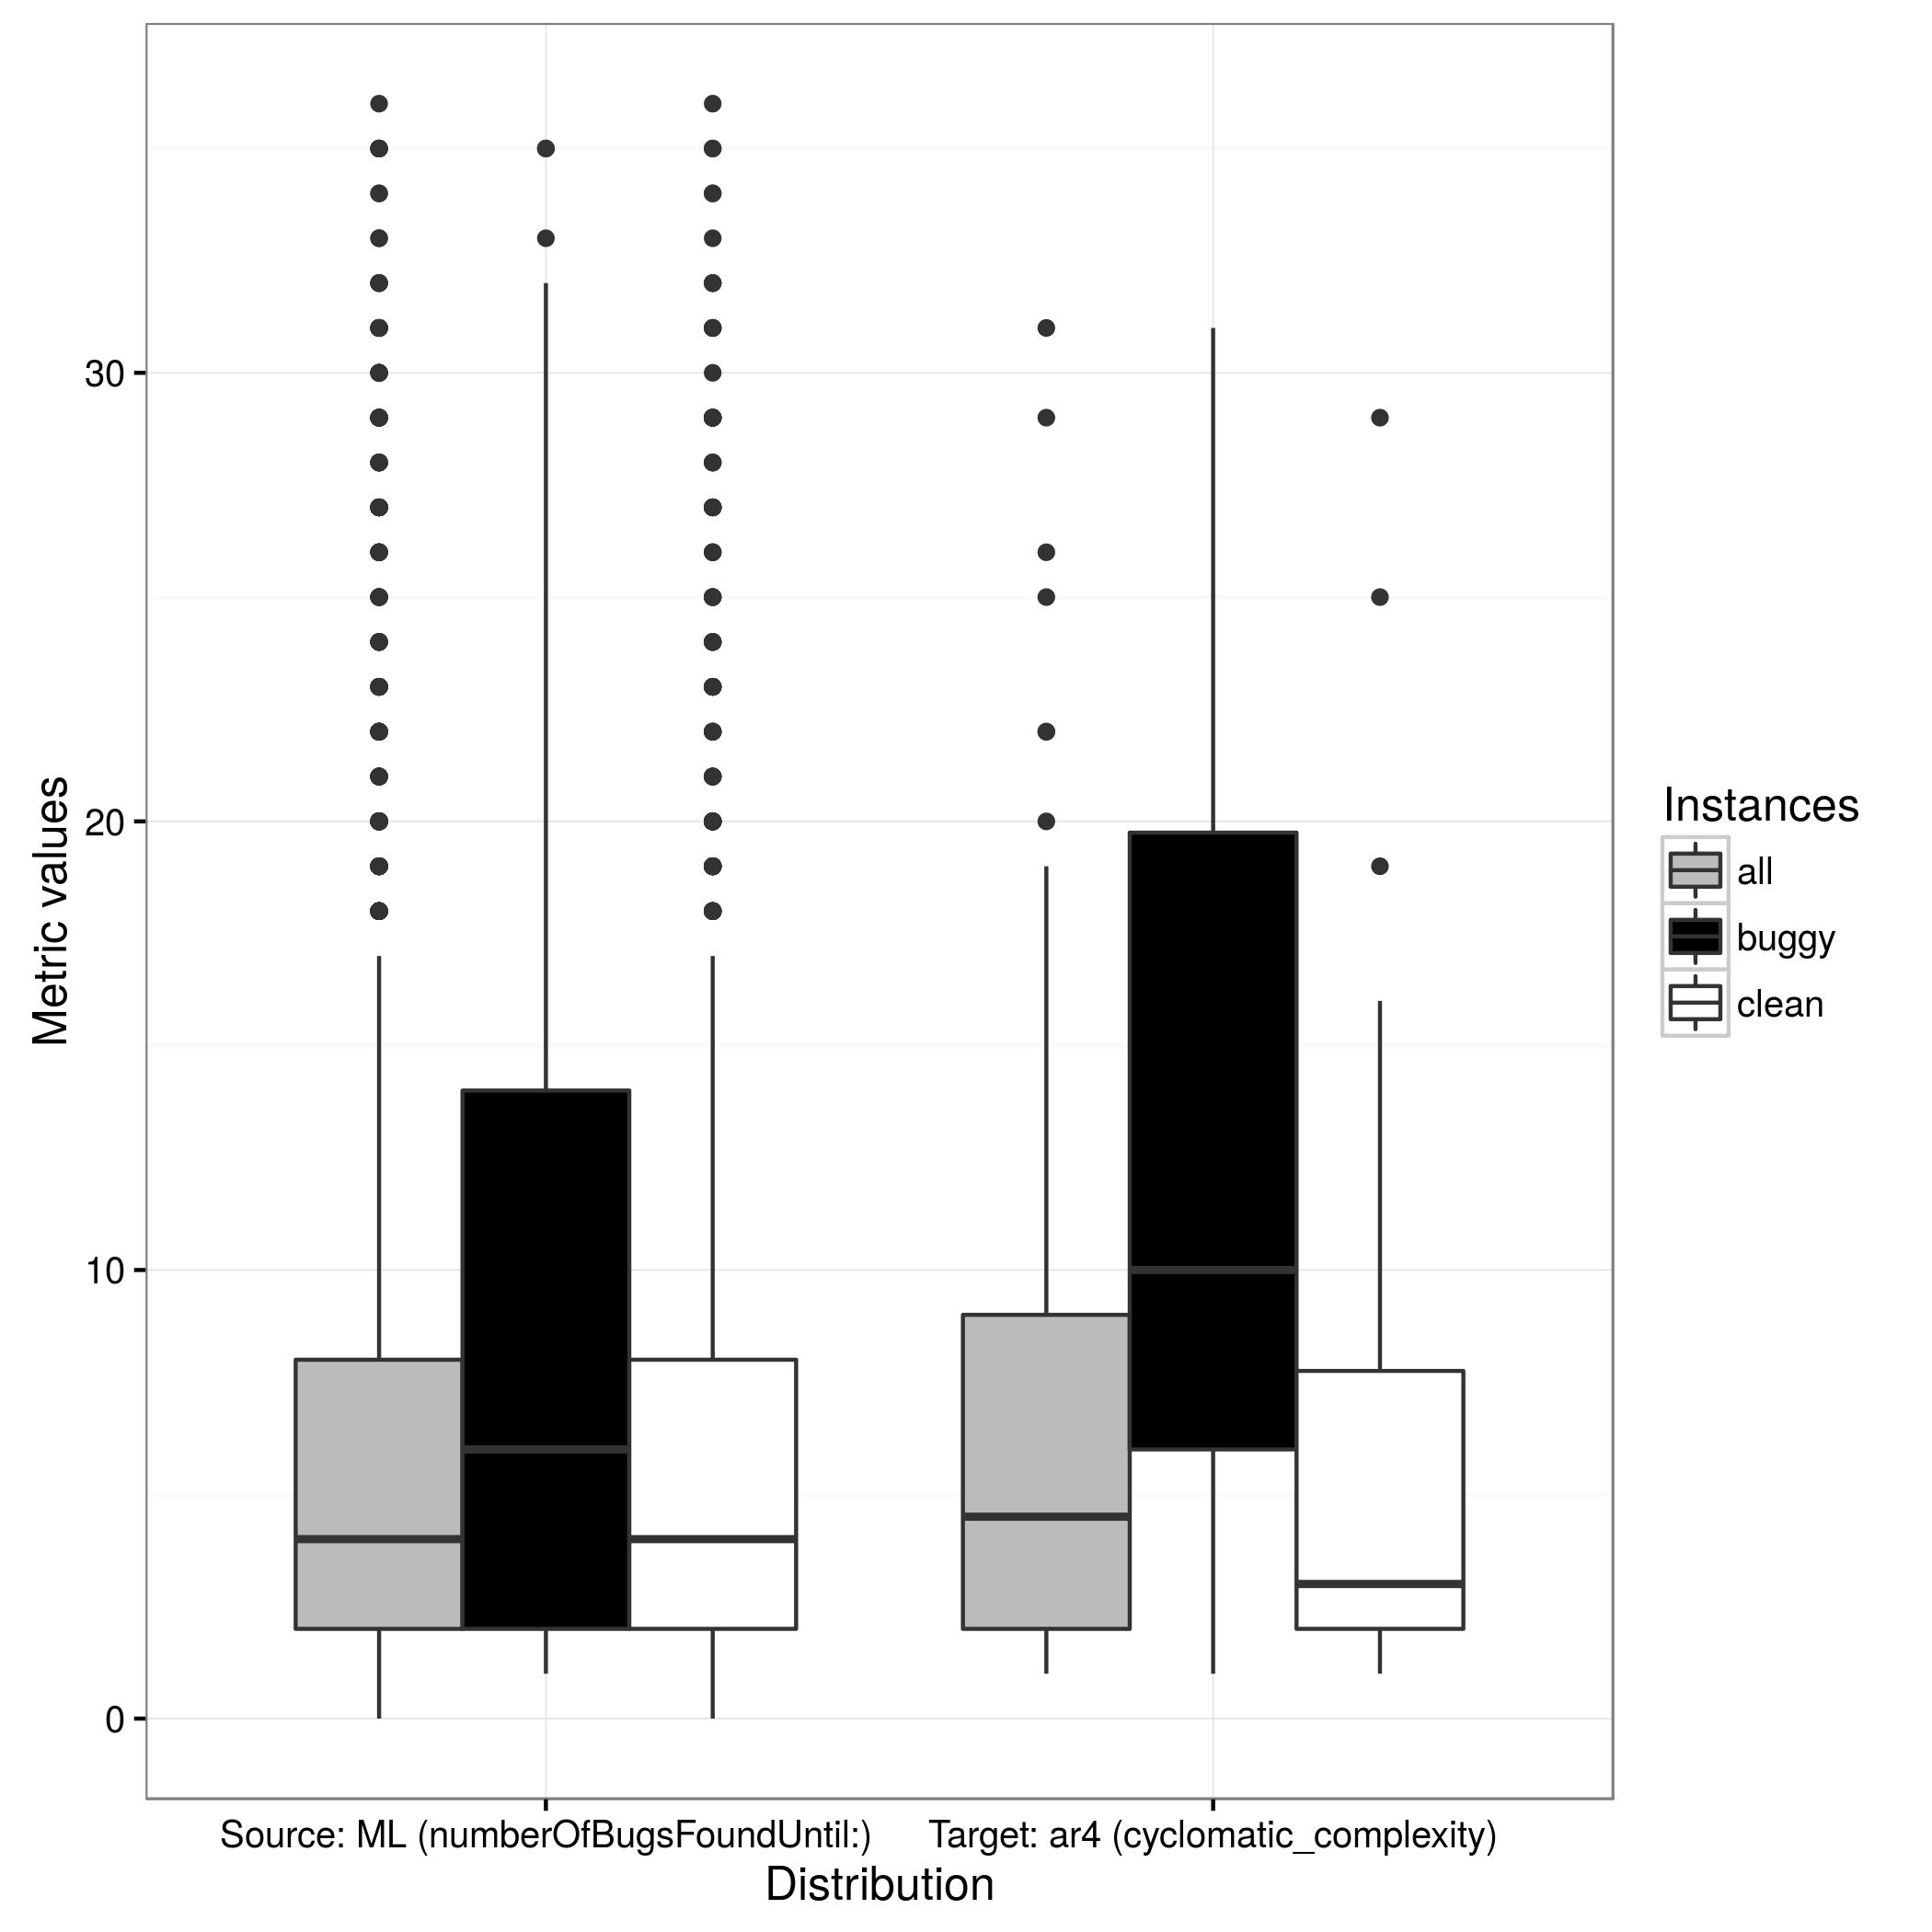 30
20
10
0
Metric values
Source: ML (numberOfBugsFoundUntil:)
Target: ar4 (cyclomatic_complexity)
Distribution
Instances
all
buggy
clean